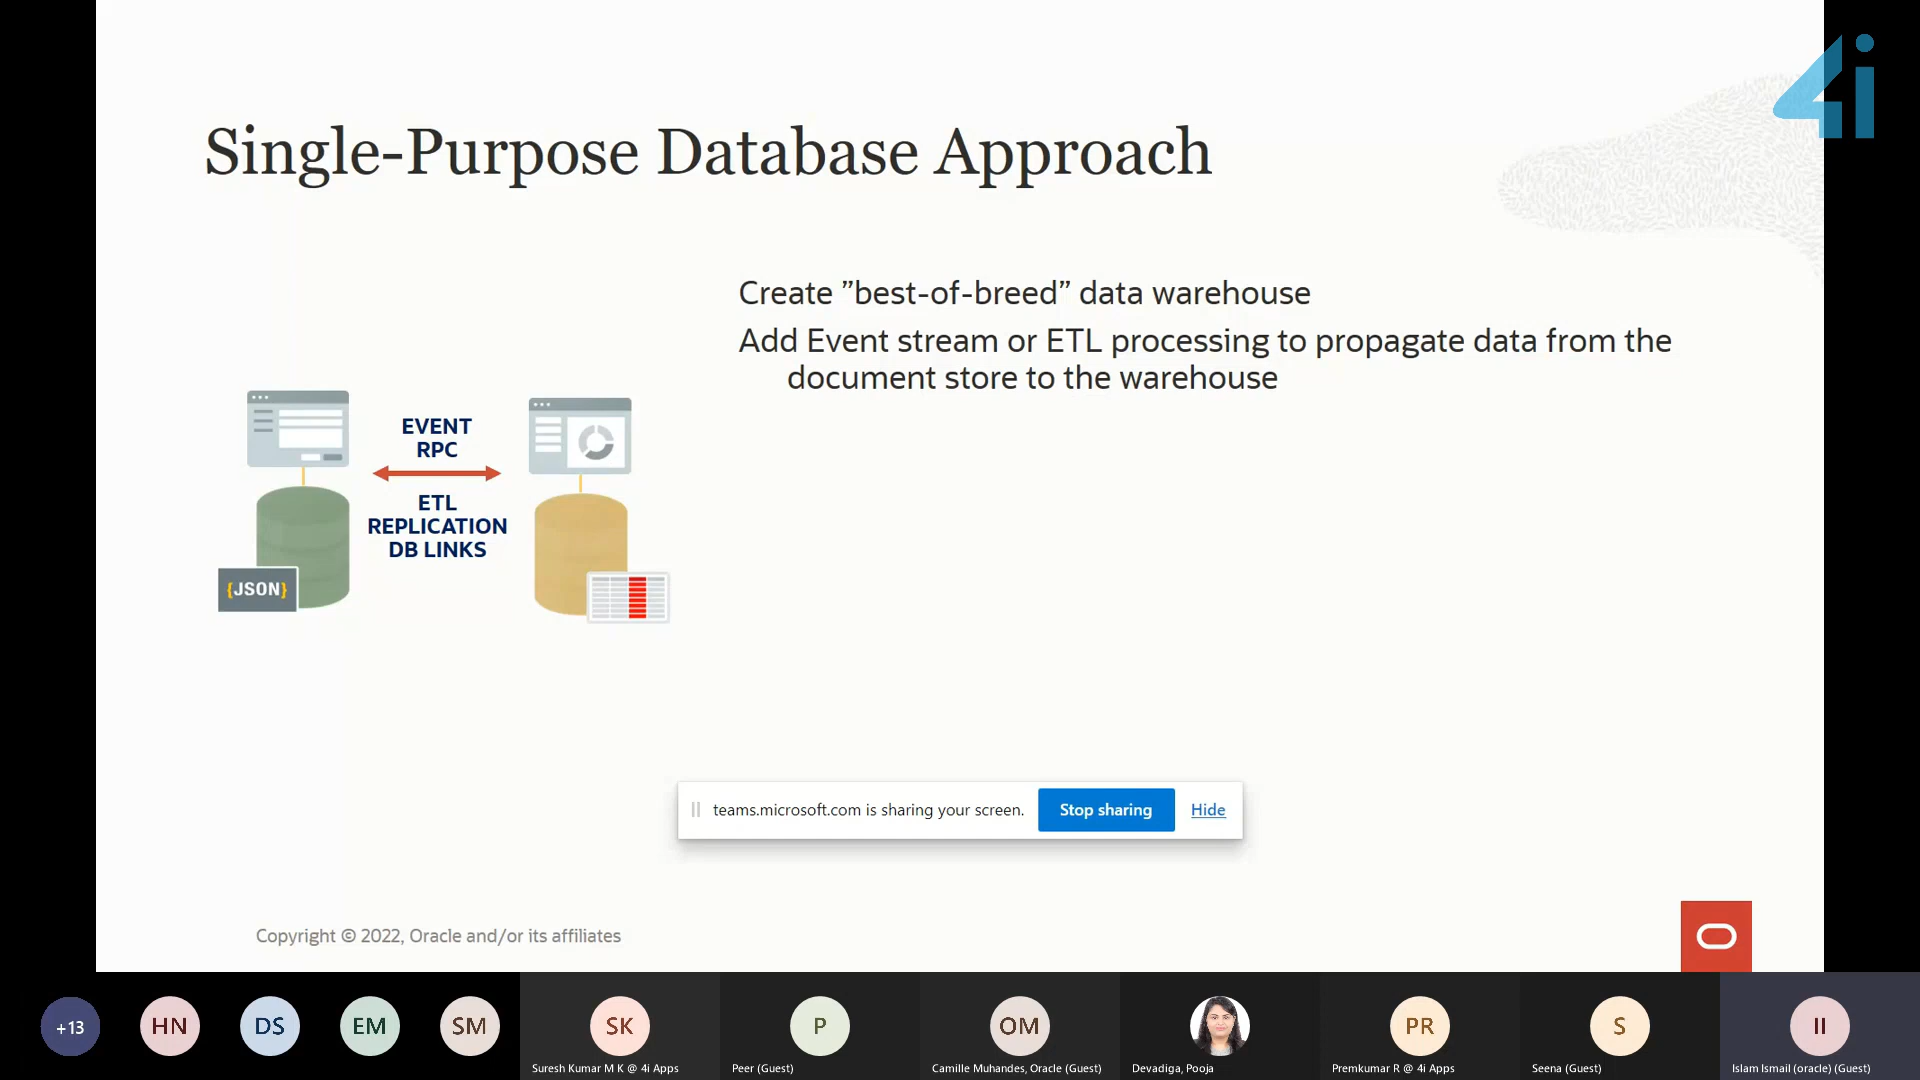 4i
Single-Purpose Database Approach
Create ”best-of-breed” data warehouse
Add Event stream or ETL processing to propagate data from the
document store to the warehouse
EVENT
RPC
ETL
REPLICATION
DB LINKS
{JSON}
teams.microsoft.com is sharing your screen.
Stop sharing
Hide
Copyright © 2022, Oracle and/or its affiliates
+13
HN
DS
EM
SM
SK
P
OM
PR
S
II
Suresh Kumar M K @ 4i Apps
Peer (Guest)
Camille Muhandes, Oracle (Guest)
Devadiga, Pooja
Premkumar R @ 4i Apps
Seena (Guest)
Islam Ismail (oracle) (Guest)